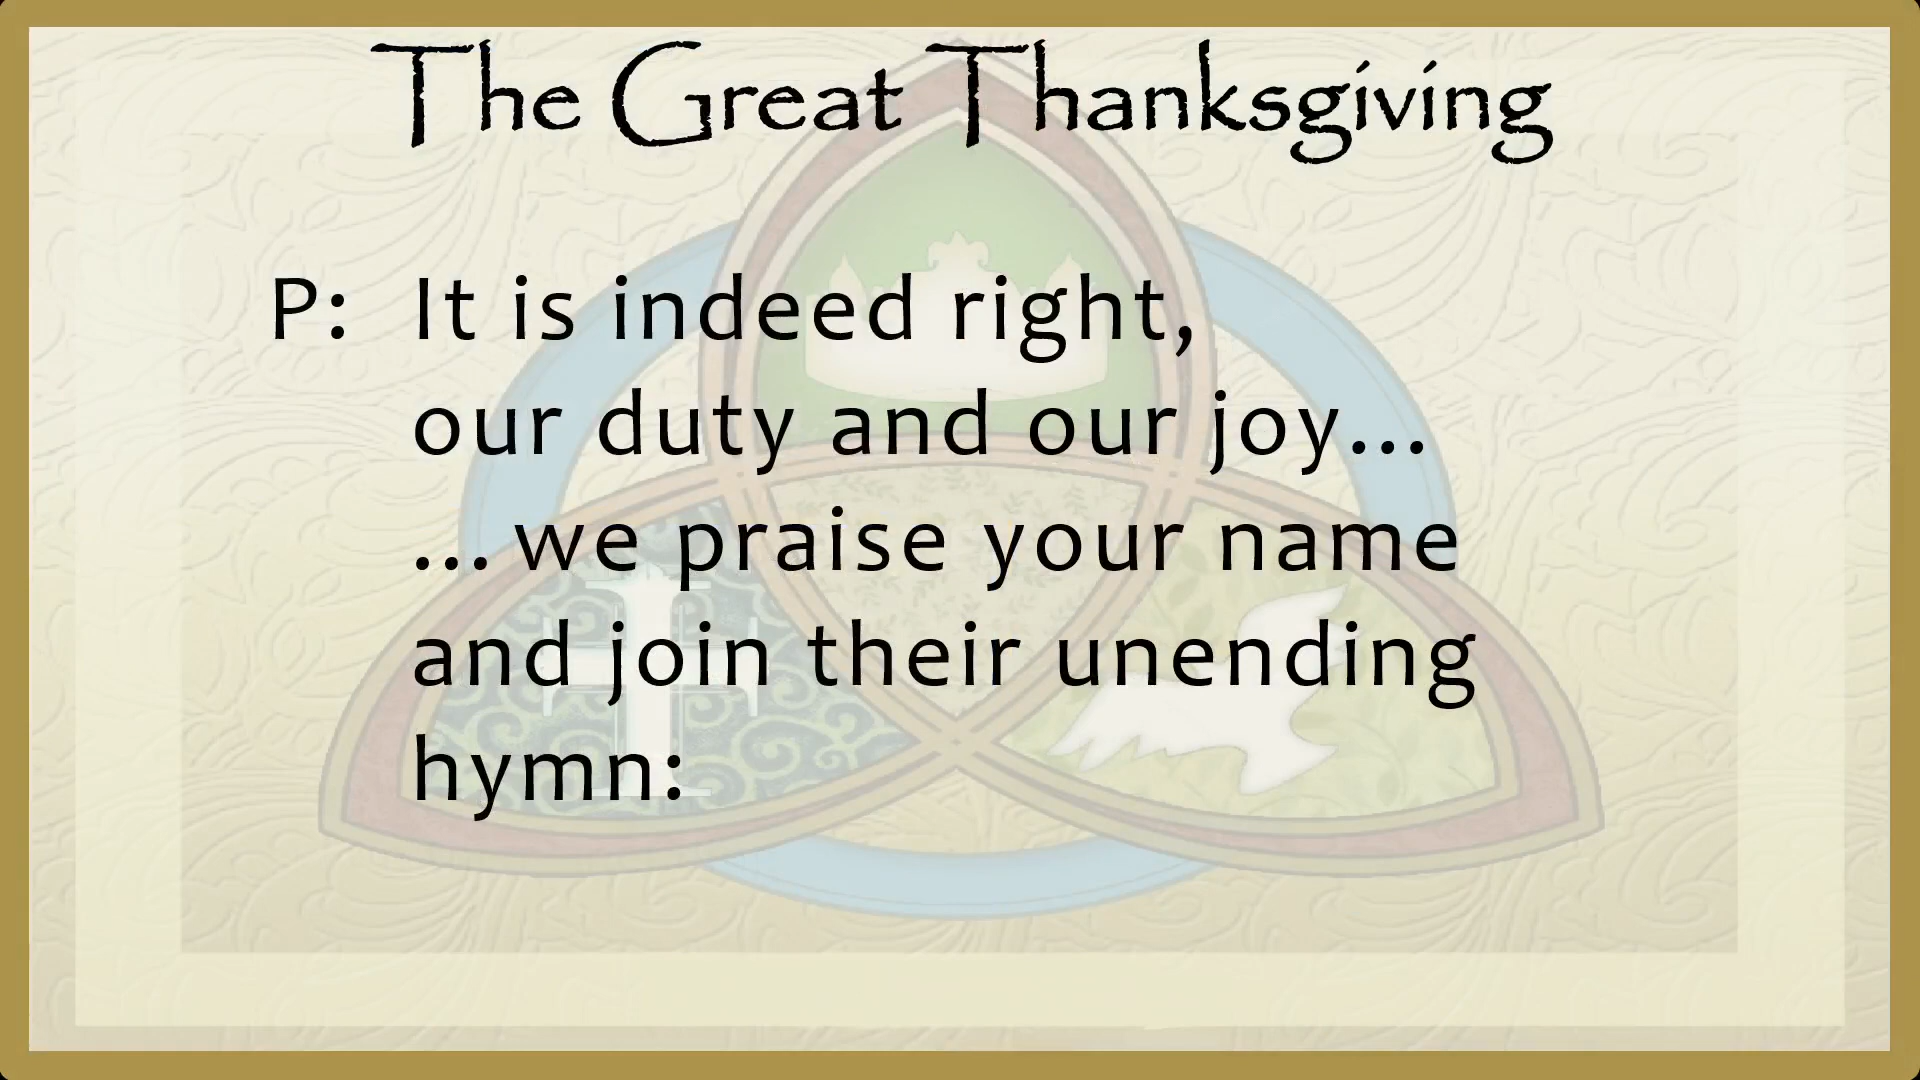 The Great Thanksgiving
P: It is indeed right,
our duty and our joy...
... we praise your name
and join their unending
hymn: